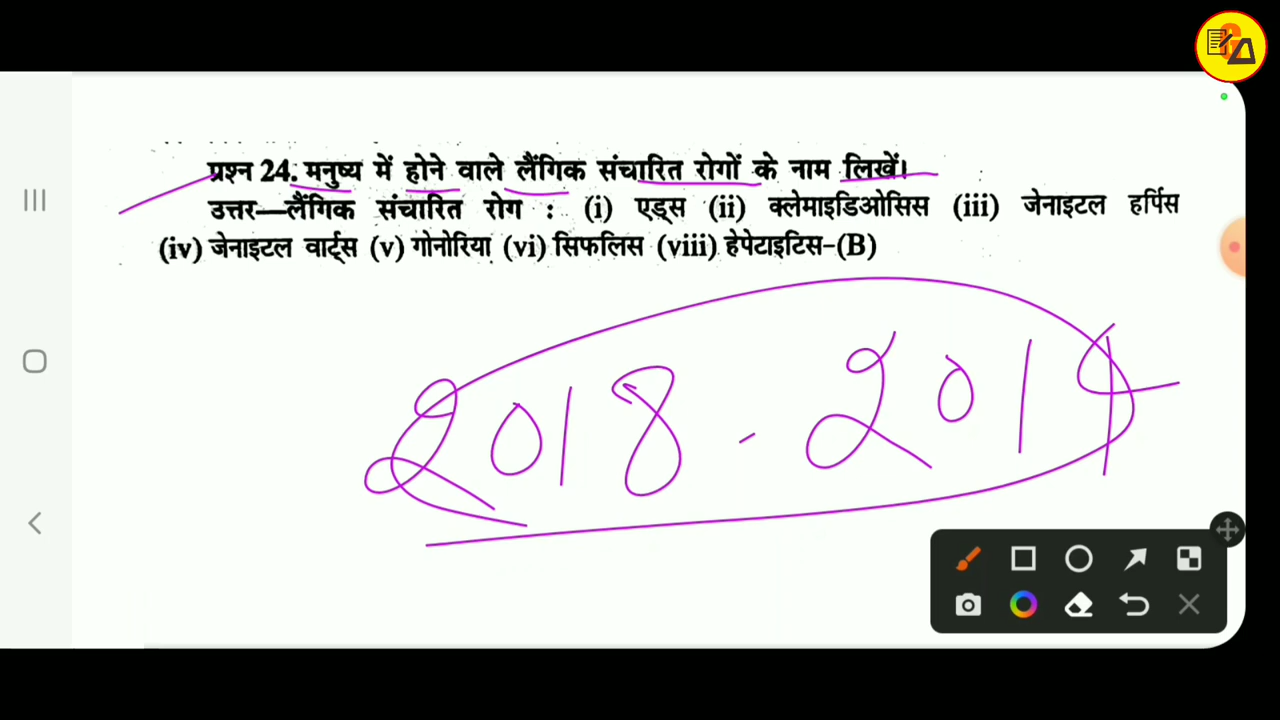 प्रश्न 24. मनुष्य में होने वाले लैंगिक संचारित रोगों के नाम लिखें।
उत्तर—लैंगिक संचारित रोग : (i) एड्स (ii) क्लेमाइडिओसिस (iii) जेनाइटल हर्पिस
(iv) जेनाइटल वार्ट्स (v) गोनोरिया (vi) सिफलिस (viii) हेपेटाइटिस-(B)
2018 - 2019